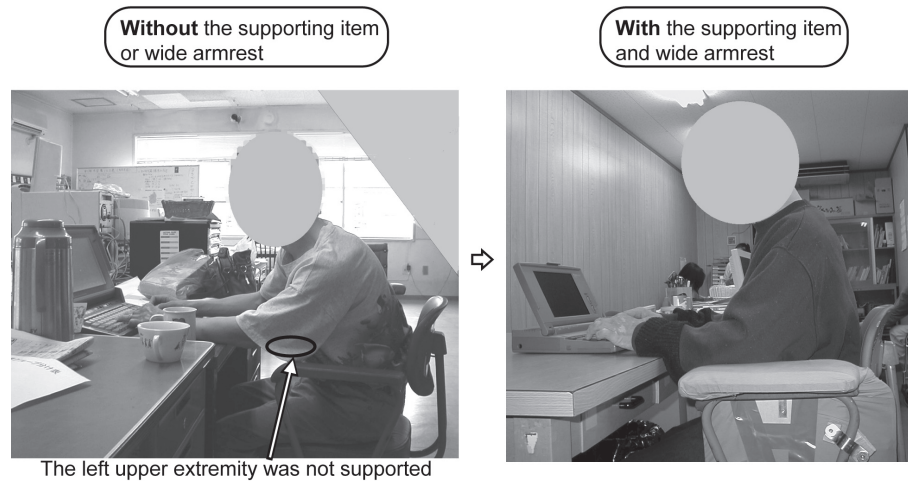 Without the supporting item
or wide armrest
With the supporting item
and wide armrest
The left upper extremity was not supported